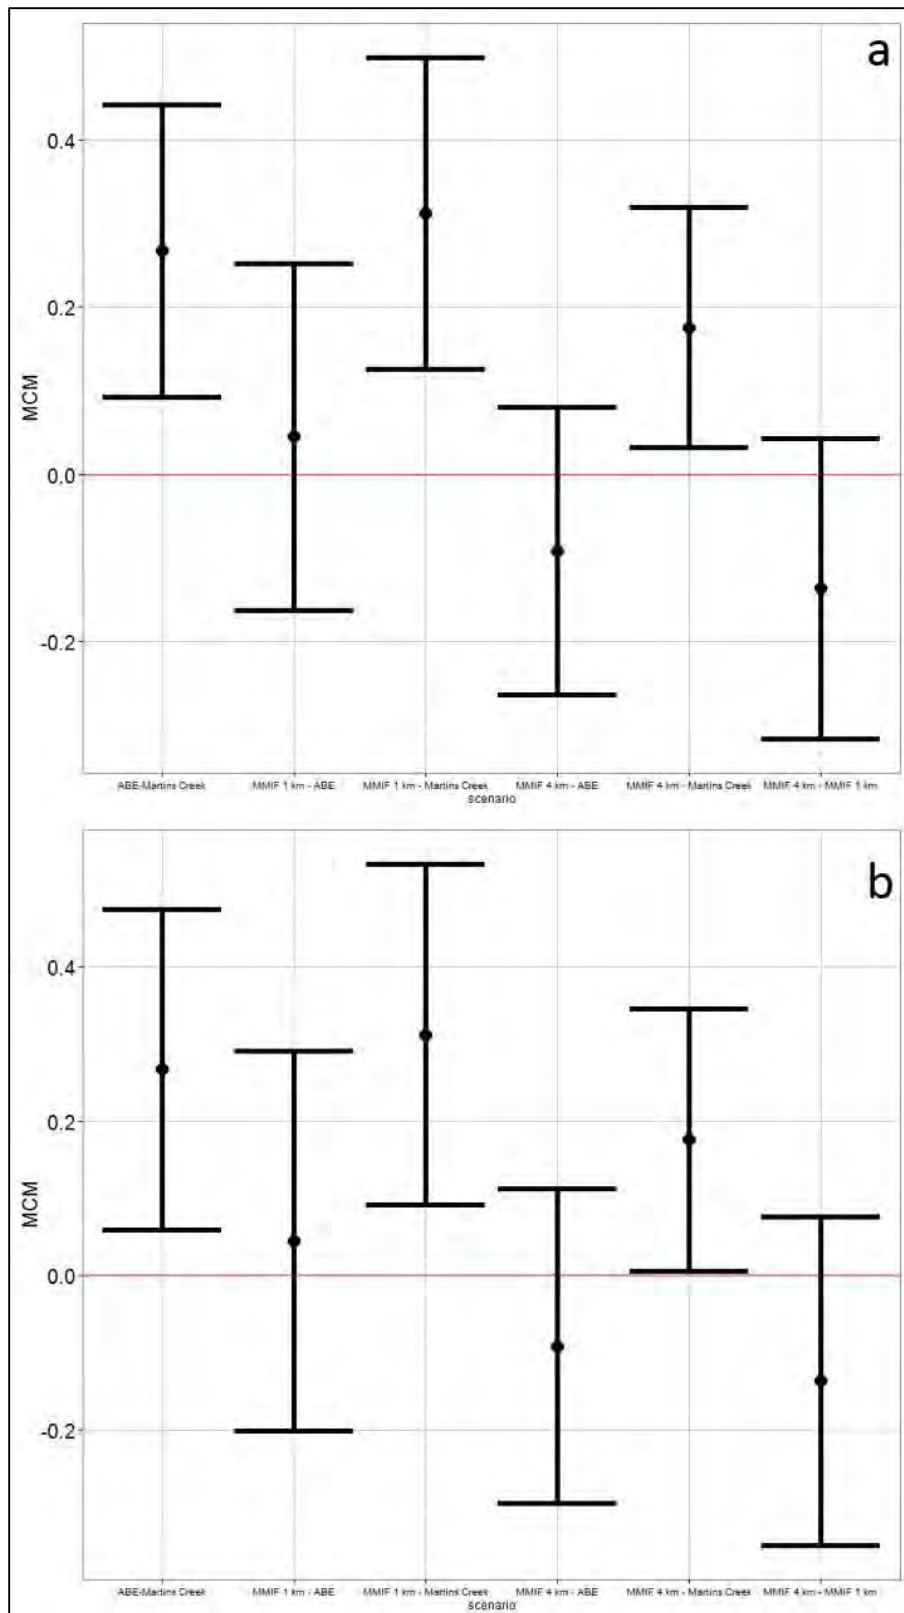 a
0.4
0.2
0.0
-0.2
MCM
ABE-Martins Creek MMIF 1 km - ABE MMIF 1 km - Martins Creek MMIF 4 km - ABE MMIF 4 km - Martins Creek MMIF 4 km - MMIF 1 km
scenario
b
0.4
0.2
0.0
-0.2
MCM
ABE-Martins Creek MMIF 1 km - ABE MMIF 1 km - Martins Creek MMIF 4 km - ABE MMIF 4 km - Martins Creek MMIF 4 km - MMIF 1 km
scenario